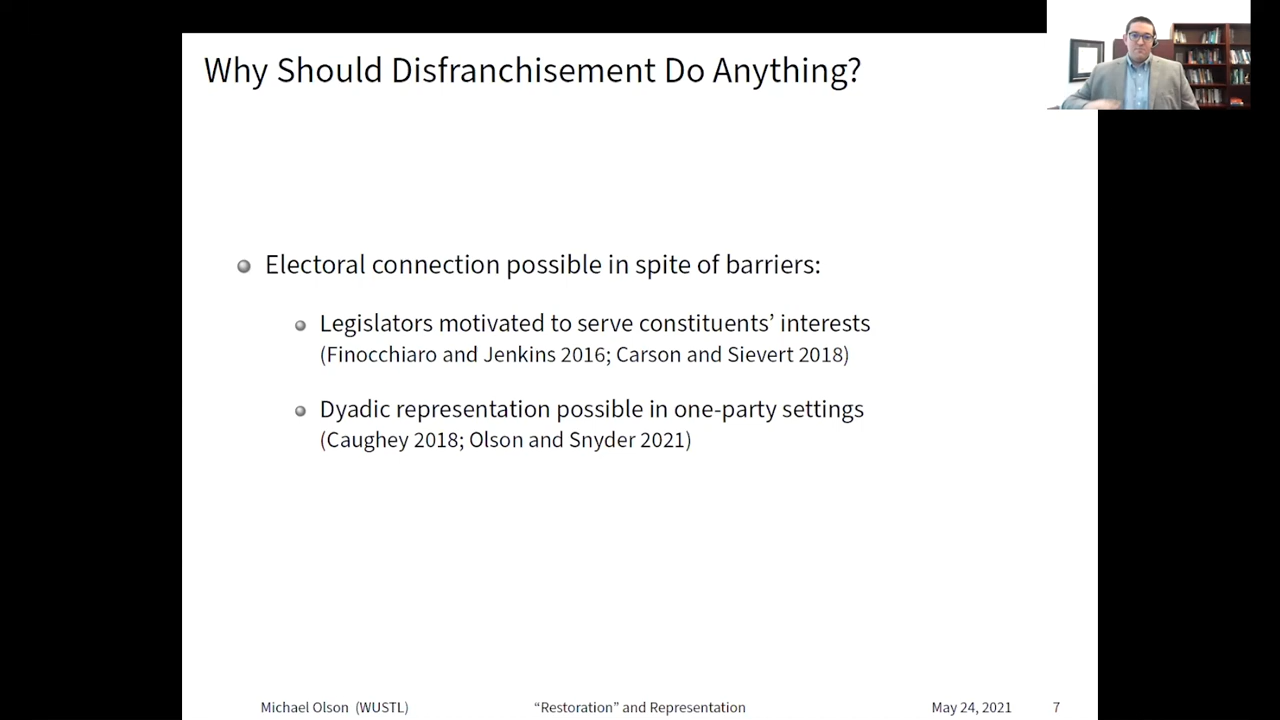 Why Should Disfranchisement Do Anything?
Electoral connection possible in spite of barriers:
Legislators motivated to serve constituents’ interests
(Finocchiaro and Jenkins 2016; Carson and Sievert 2018)
Dyadic representation possible in one-party settings
(Caughey 2018; Olson and Snyder 2021)
Michael Olson (WUSTL) “Restoration” and Representation May 24, 2021 7